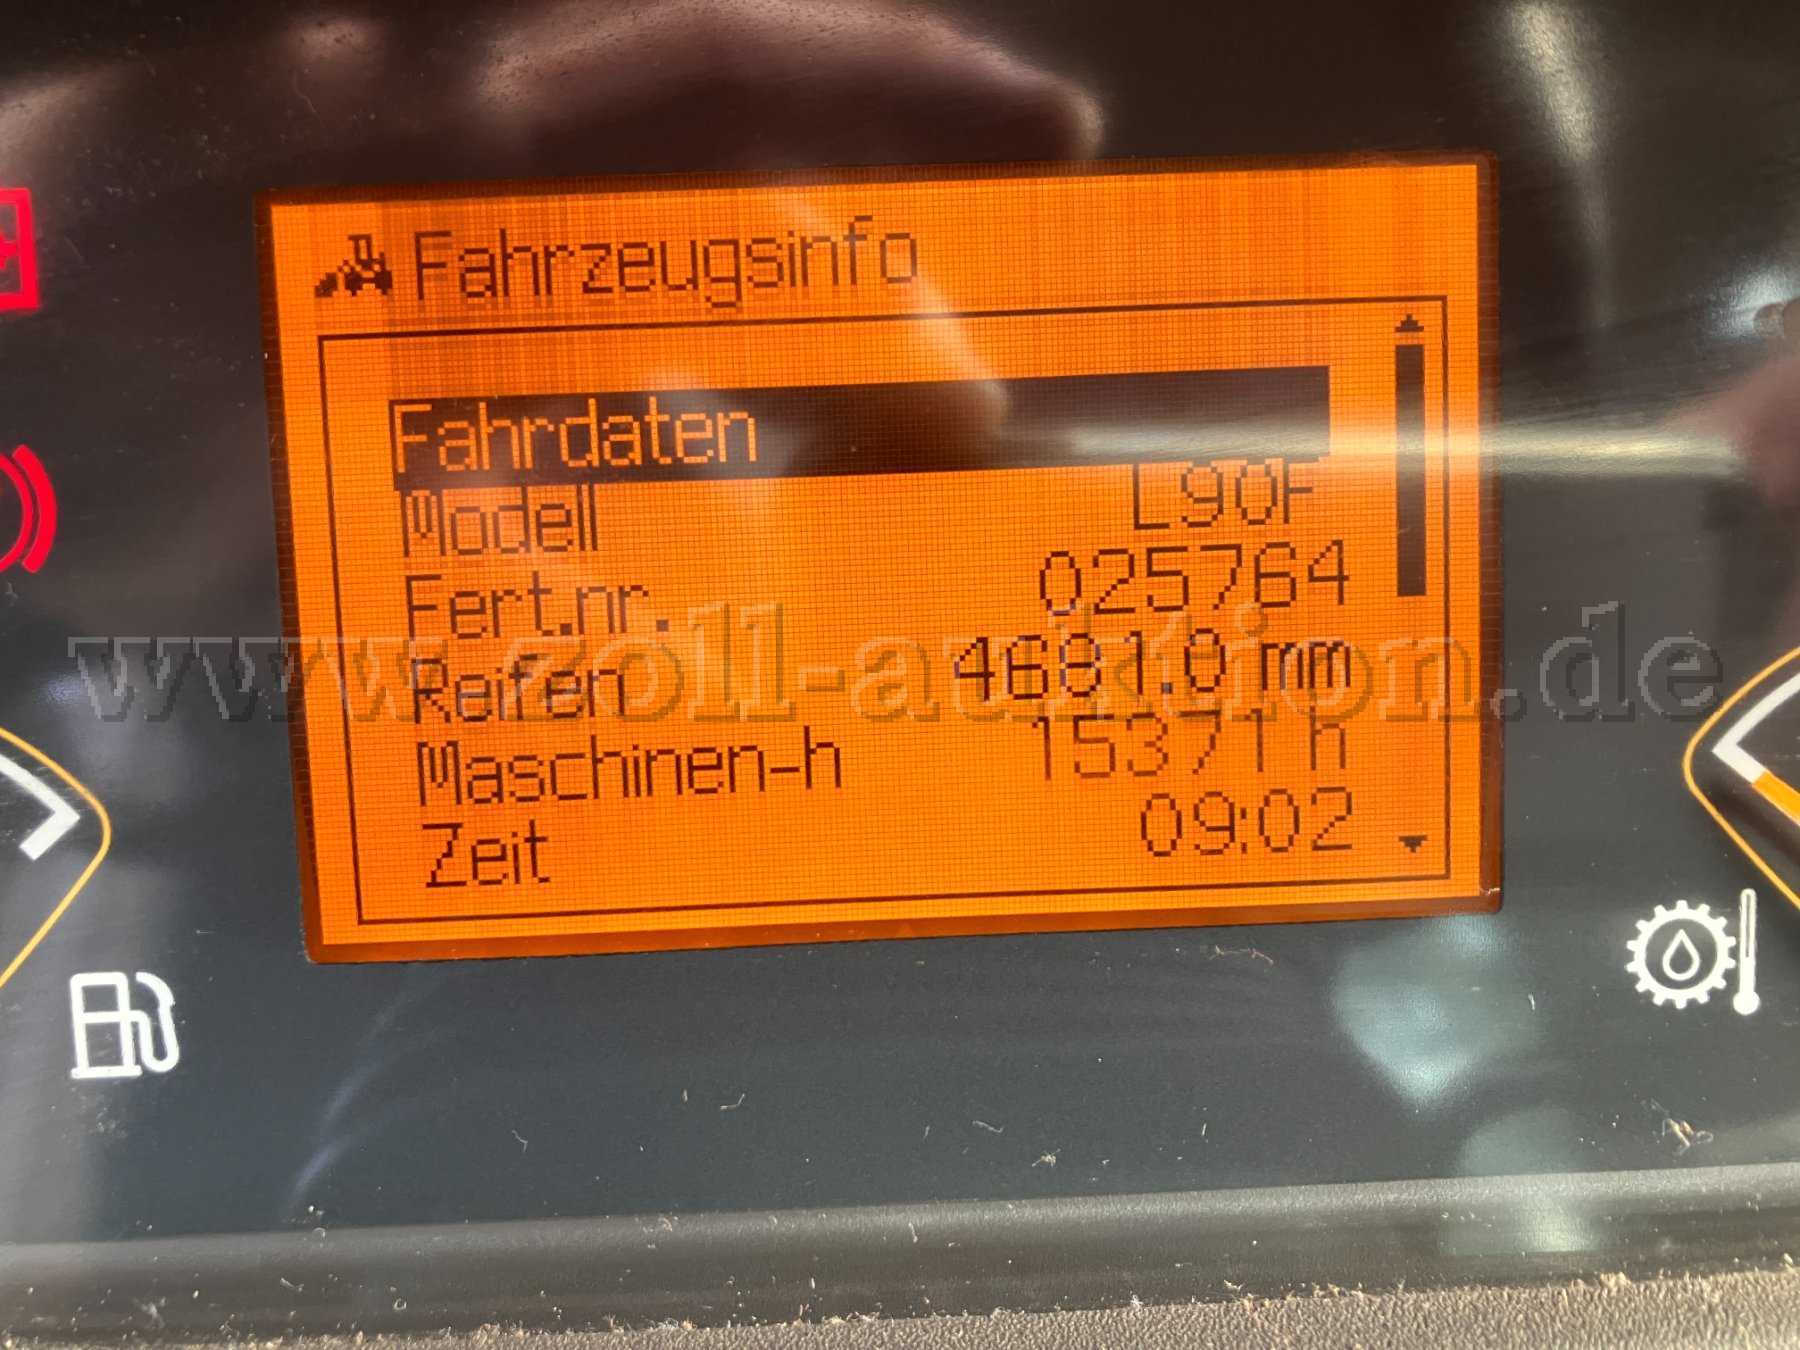 Fahrzeugsinfo
Fahrdaten
Modell L90F
Fert.nr. 025764
Reifen 4681.0 mm
Maschinen-h 15371 h
Zeit 09:02
www.zoll-auktion.de